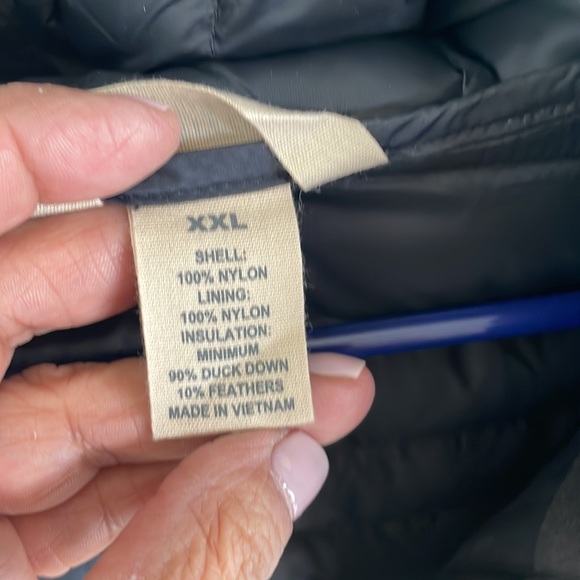 XXL
SHELL:
100% NYLON
LINING:
100% NYLON
INSULATION:
MINIMUM
90% DUCK DOWN
10% FEATHERS
MADE IN VIETNAM